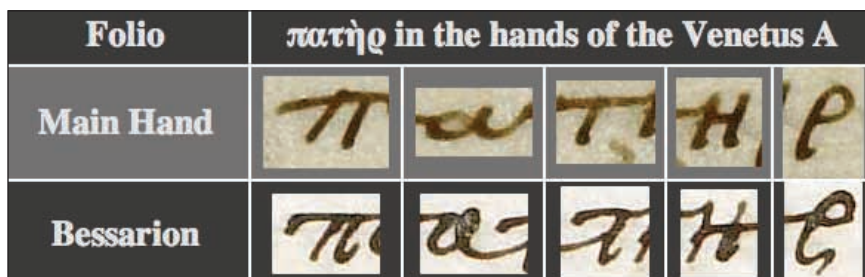 Folio πατὴρ in the hands of the Venetus A
Main Hand π α τ η ρ
Bessarion π α τ η ρ